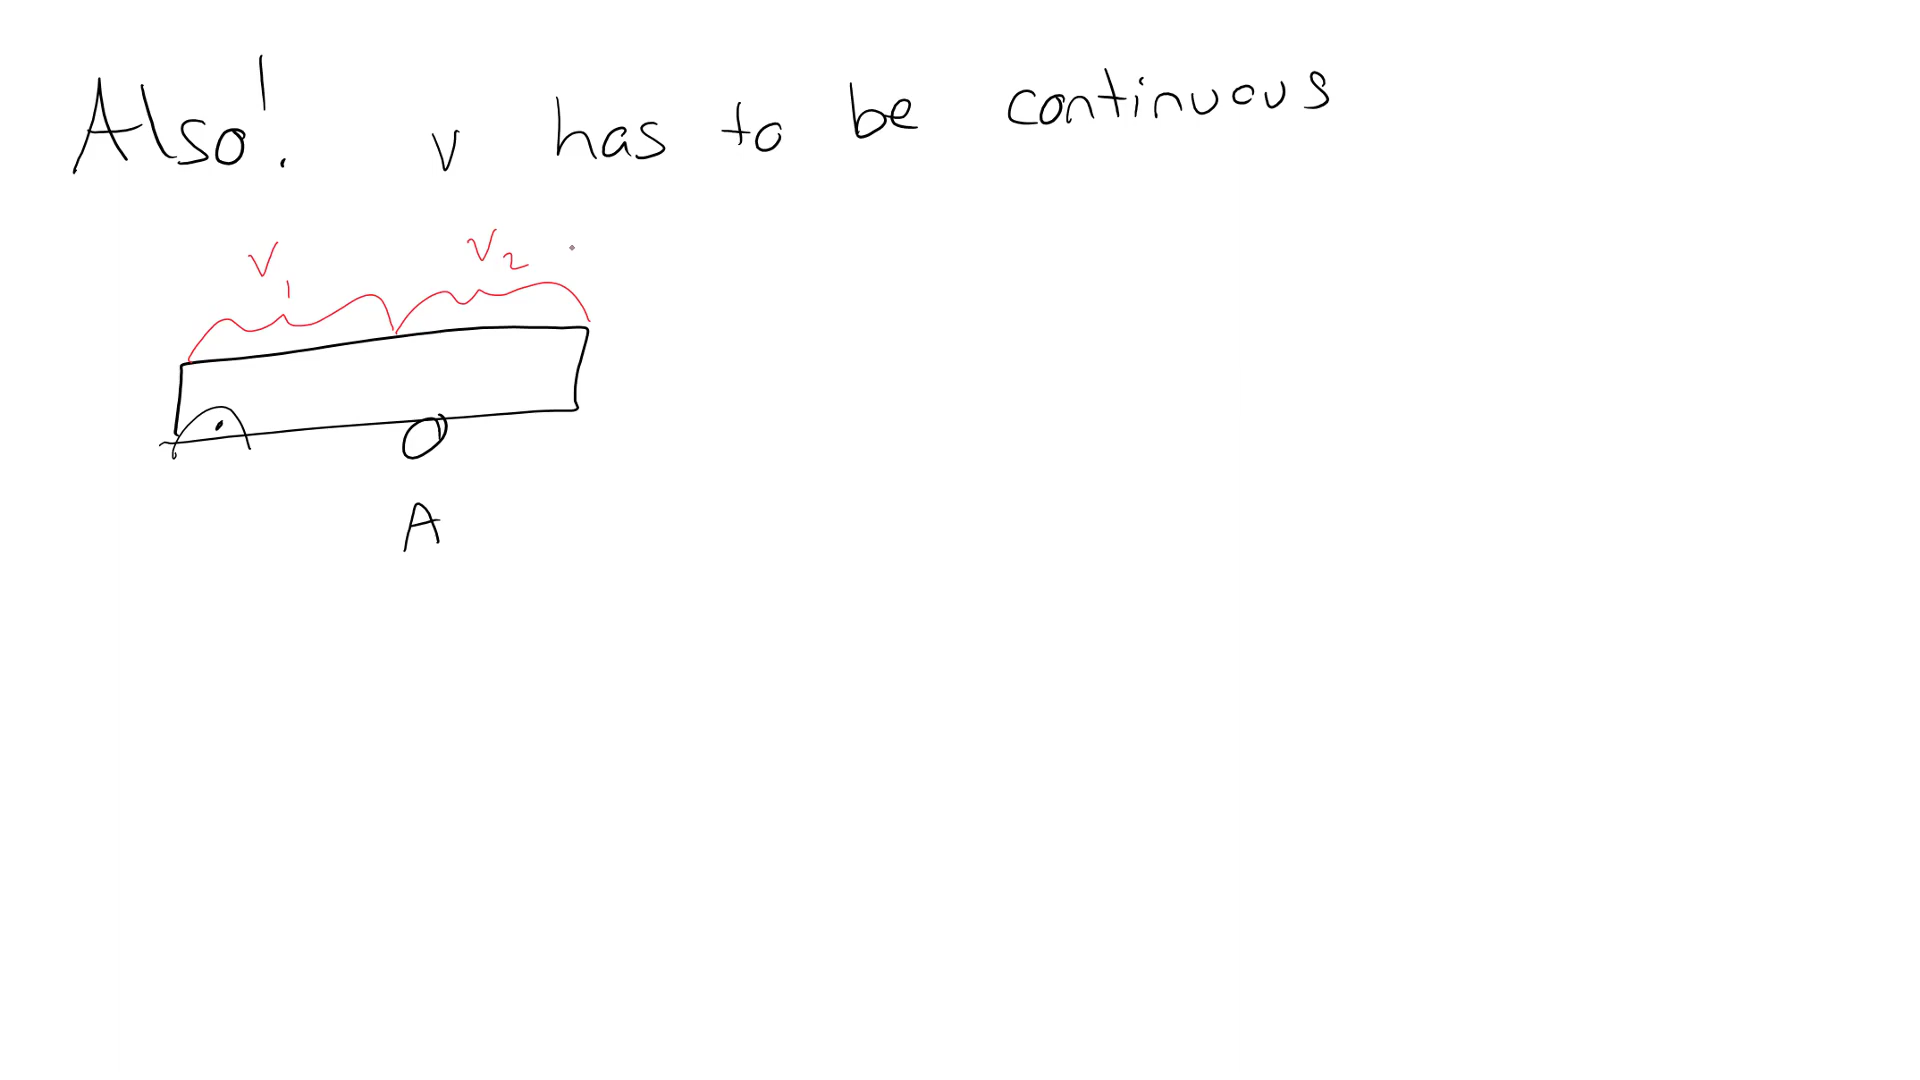 Also! v has to be continuous
v₁ v₂
A